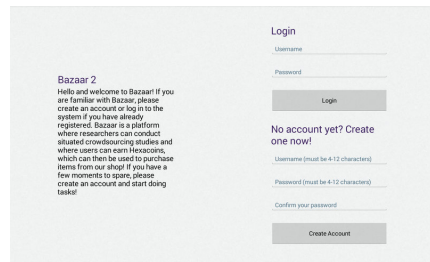 Bazaar 2
Hello and welcome to Bazaar! If you
are familiar with Bazaar, please
create an account or log in to the
system if you have already
registered. Bazaar is a platform
where researchers can conduct
situated crowdsourcing studies and
where users can earn Hexacoins,
which can then be used to purchase
items from our shop! If you have a
few moments to spare, please
create an account and start doing
tasks!
Login
Username
Password
Login
No account yet? Create
one now!
Username (must be 4-12 characters)
Password (must be 4-12 characters)
Confirm your password
Create Account